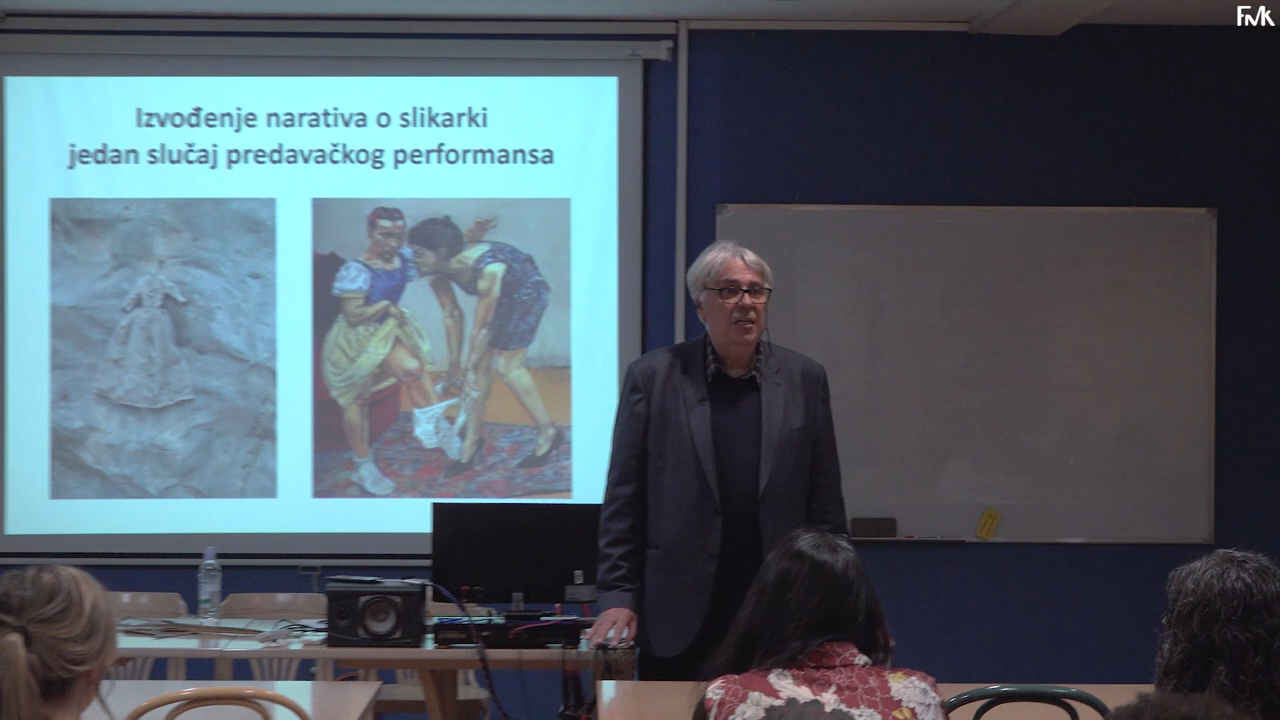 FMK
Izvođenje narativa o slikarki
jedan slučaj predavačkog performansa